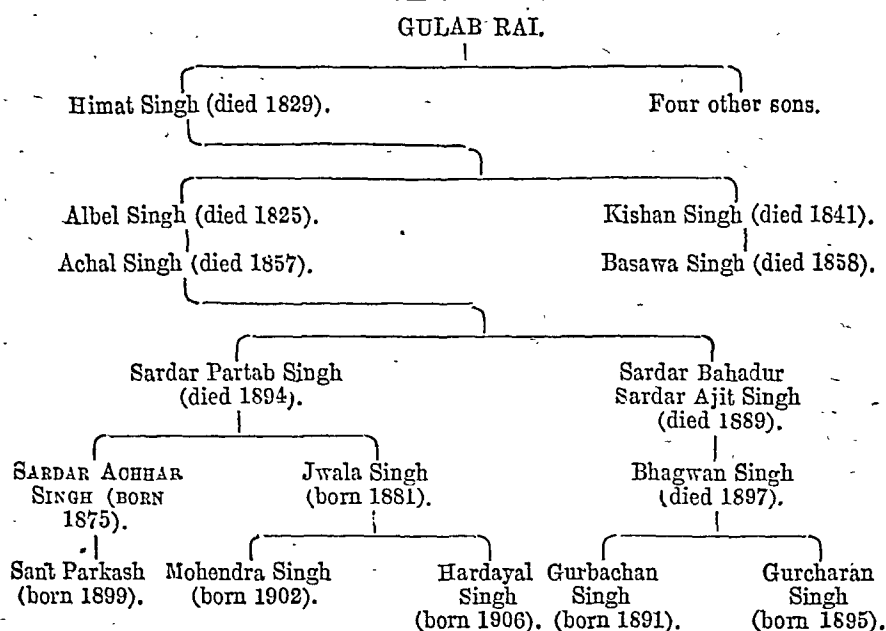 GULAB RAI.
Himat Singh (died 1829). Four other sons.
Albel Singh (died 1825). Kishan Singh (died 1841).
Achal Singh (died 1857). Basawa Singh (died 1858).
Sardar Partab Singh Sardar Bahadur
(died 1894). Sardar Ajit Singh
(died 1889).
SARDAR ACHHAR Jwala Singh Bhagwan Singh
SINGH (BORN (born 1881). (died 1897).
1875).
Sant Parkash Mohendra Singh Hardayal Gurbachan Gurcharan
(born 1899). (born 1902). Singh Singh Singh
(born 1906). (born 1891) (born 1895).